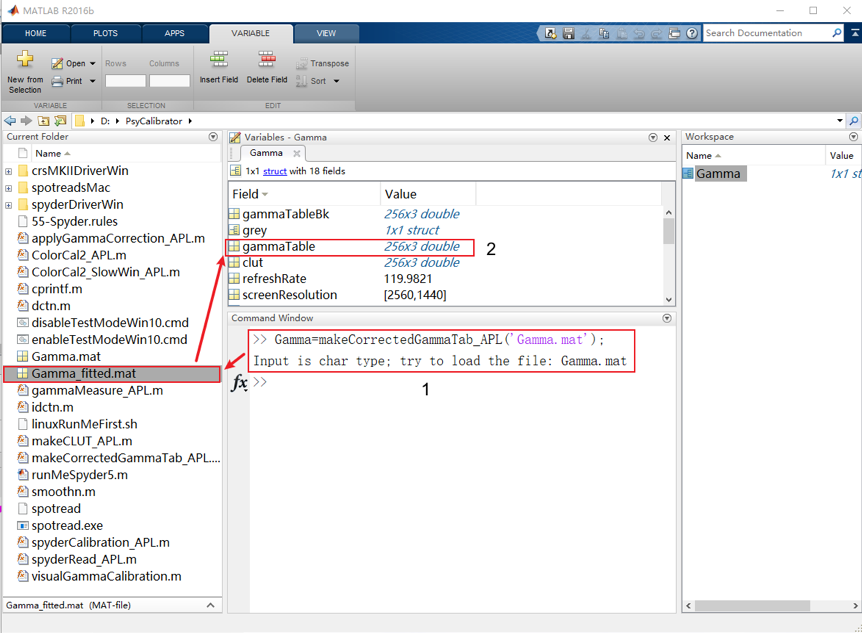 MATLAB R2016b
HOME PLOTS APPS VARIABLE VIEW
Search Documentation
New from Selection
Open
Print
Rows Columns
Insert Field Delete Field
Transpose
Sort
VARIABLE SELECTION EDIT
D: PsyCalibrator
Current Folder
Name
crsMKIIDriverWin
spotreadsMac
spyderDriverWin
55-Spyder.rules
applyGammaCorrection_APL.m
ColorCal2_APL.m
ColorCal2_SlowWin_APL.m
cprintf.m
dctn.m
disableTestModeWin10.cmd
enableTestModeWin10.cmd
Gamma.mat
Gamma_fitted.mat
gammaMeasure_APL.m
idctn.m
linuxRunMeFirst.sh
makeCLUT_APL.m
makeCorrectedGammaTab_APL....
runMeSpyder5.m
smoothn.m
spotread
spotread.exe
spyderCalibration_APL.m
spyderRead_APL.m
visualGammaCalibration.m
Gamma_fitted.mat (MAT-file)
Variables - Gamma
Gamma
1x1 struct with 18 fields
Field Value
gammaTableBk 256x3 double
grey 1x1 struct
gammaTable 256x3 double
2
clut 256x3 double
refreshRate 119.9821
screenResolution [2560,1440]
Command Window
>> Gamma=makeCorrectedGammaTab_APL('Gamma.mat');
Input is char type; try to load the file: Gamma.mat
fx >>
1
Workspace
Name Value
Gamma 1x1 st